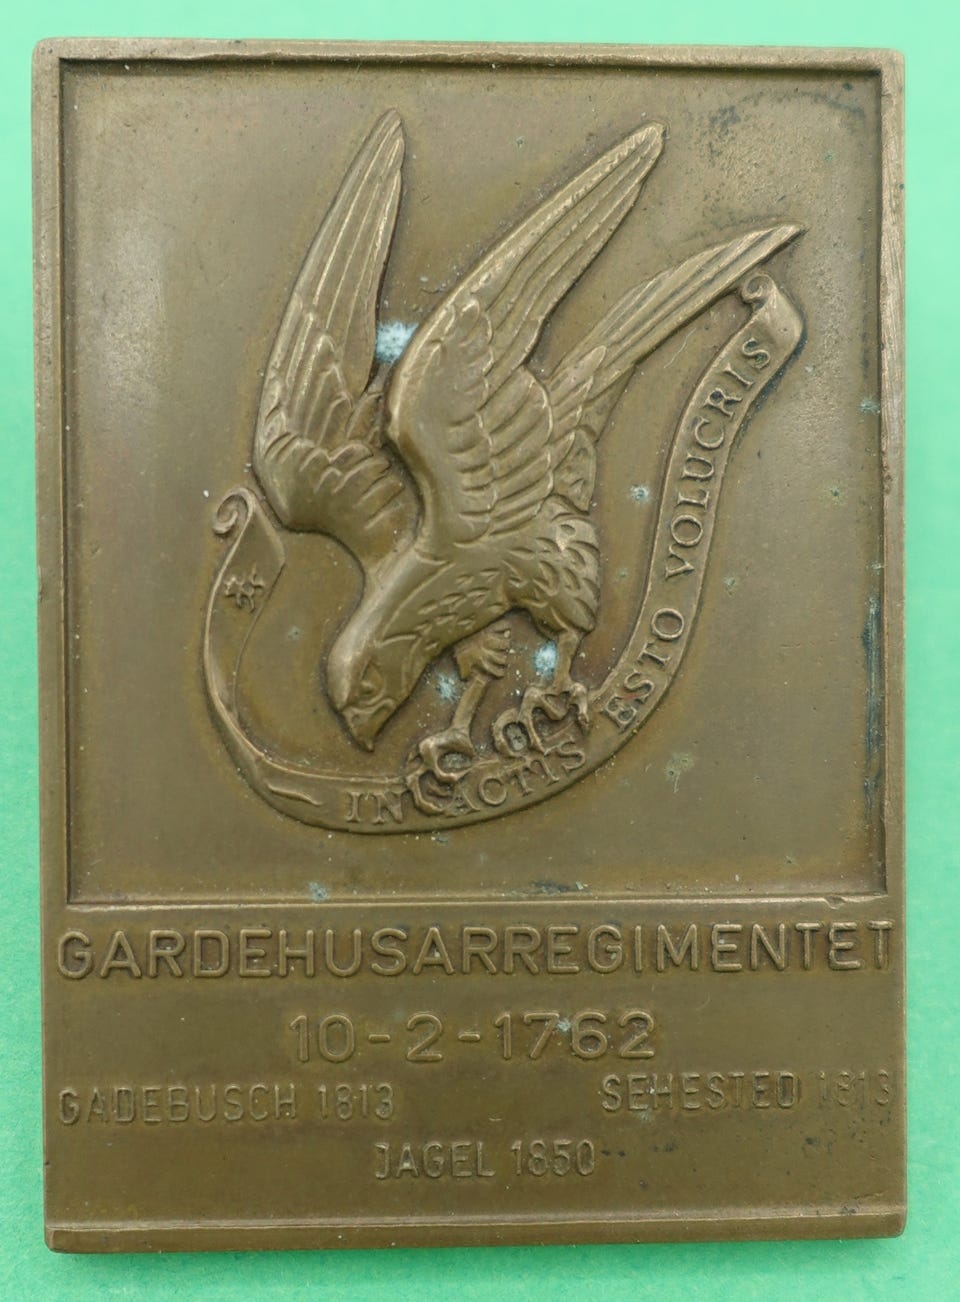 IN ACTIS ESTO VOLUCRIS
GARDEHUSARREGIMENTET
10-2-1762
GADEBUSCH 1813
SEHESTED 1813
JAGEL 1850